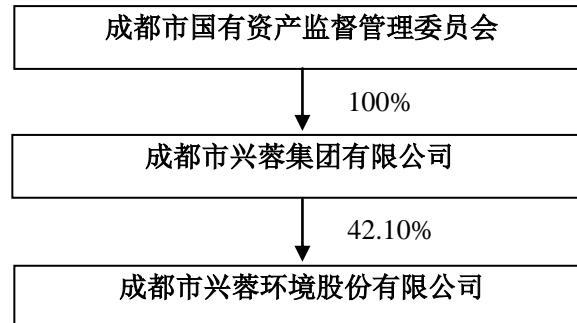 成都市国有资产监督管理委员会
100%
成都市兴蓉集团有限公司
42.10%
成都市兴蓉环境股份有限公司